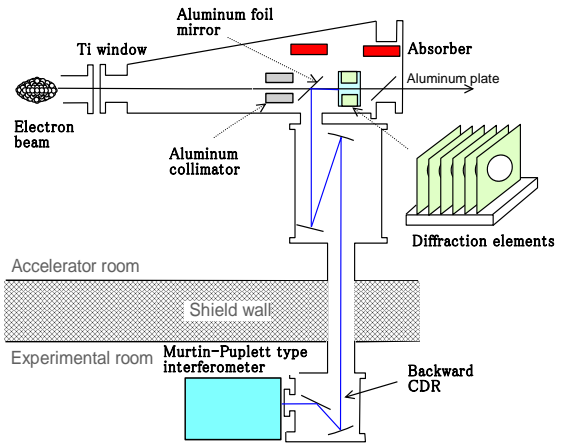 Aluminum foil
mirror
Ti window
Absorber
Aluminum plate
Electron
beam
Aluminum
collimator
Diffraction elements
Accelerator room
Shield wall
Experimental room
Murtin-Puplett type
interferometer
Backward
CDR